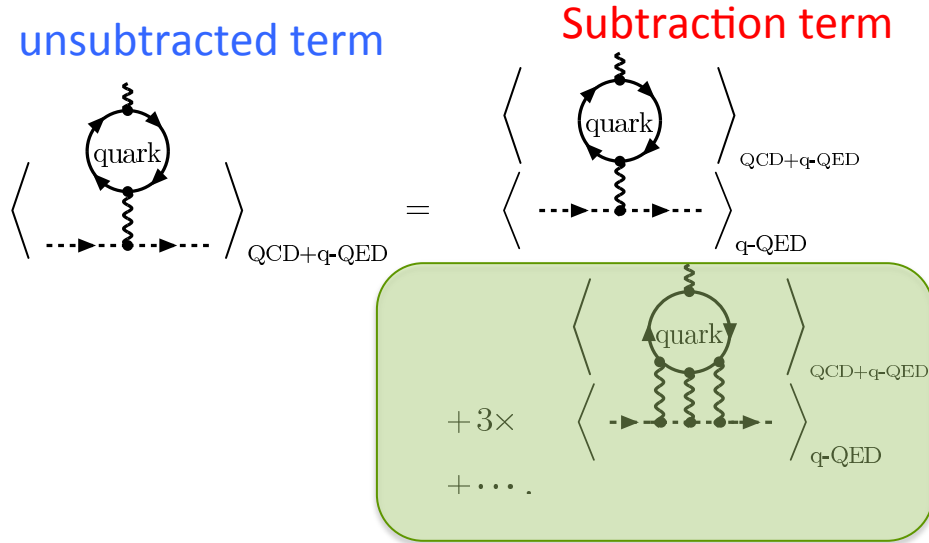 unsubtracted term
Subtraction term
quark
QCD+q-QED
=
quark
QCD+q-QED
q-QED
quark
QCD+q-QED
+ 3×
q-QED
+ ⋯ .